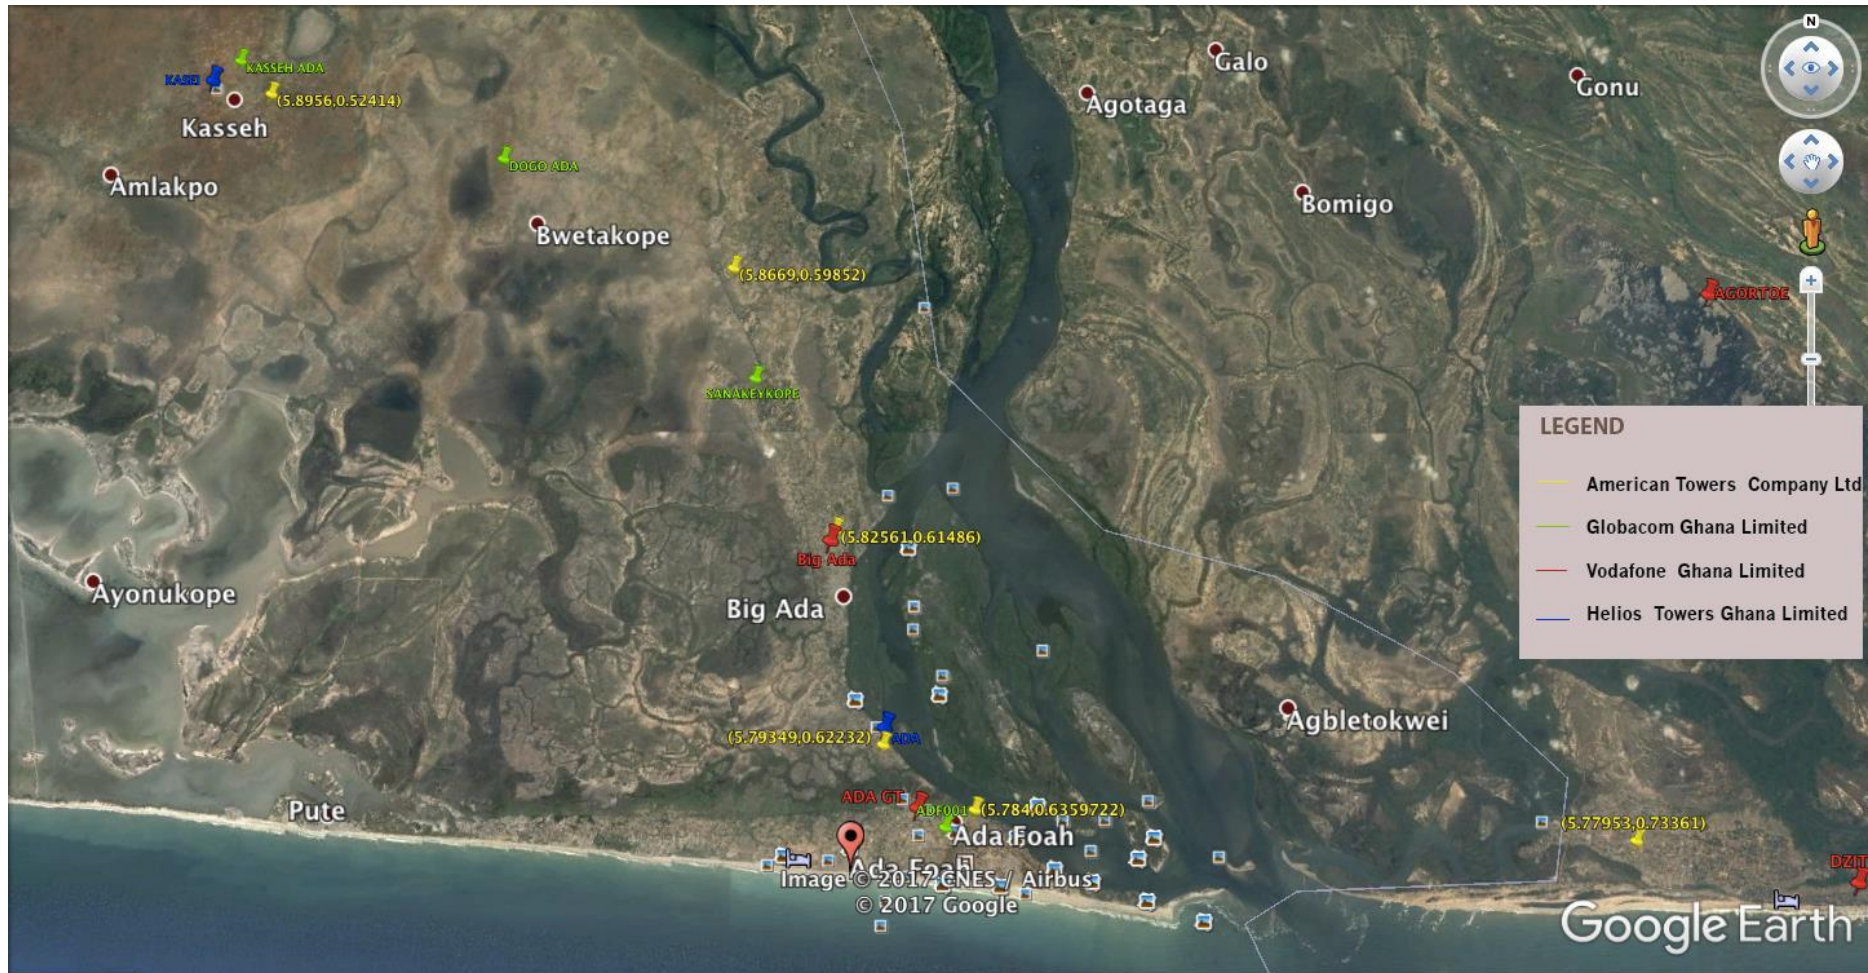 N
Galo
Gonu
KASSEH ADA
KASEI
(5.8956,0.52414)
Agotaga
Kasseh
DOGO ADA
Amlakpo
Bomigo
Bwetakope
(5.8669,0.59852)
AGORTOE
SANAKEYKOPE
LEGEND
American Towers Company Ltd
Globacom Ghana Limited
Vodafone Ghana Limited
Helios Towers Ghana Limited
(5.82561,0.61486)
Big Ada
Ayonukope
Big Ada
Agbletokwei
(5.79349,0.62232)
ADA
ADA GT
ADF001
(5.784,0.6359722)
Pute
(5.77953,0.73361)
Ada Foah
Ada Foah
DZIT
Image © 2017 CNES / Airbus
© 2017 Google
Google Earth